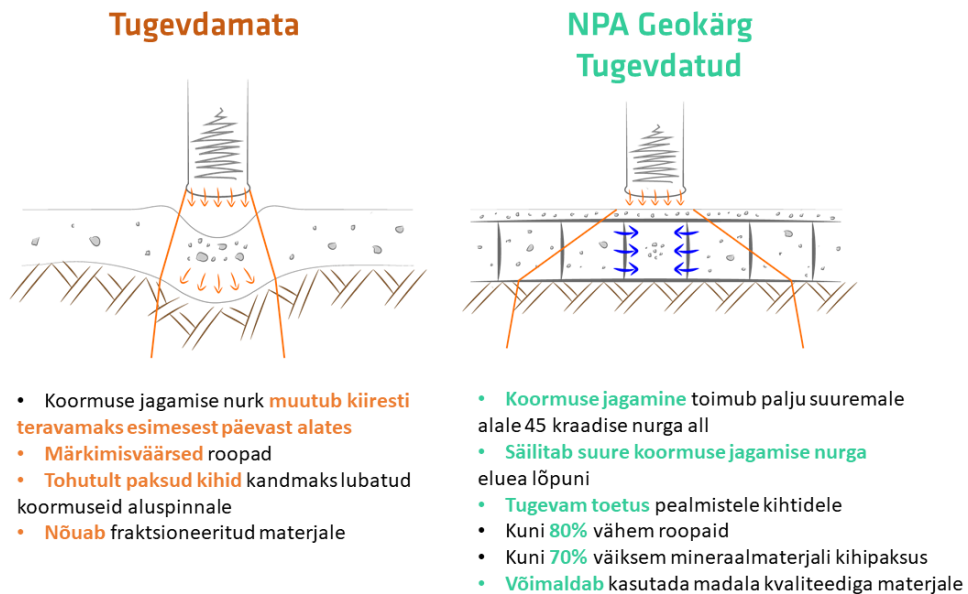 Tugevdamata
• Koormuse jagamise nurk muutub kiiresti
teravamaks esimesest päevast alates
• Märkimisväärsed roopad
• Tohutult paksud kihid kandmaks lubatud
koormuseid aluspinnale
• Nõuab fraktsioneeritud materjale
NPA Geokärg
Tugevdatud
• Koormuse jagamine toimub palju suuremale
alale 45 kraadise nurga all
• Säilitab suure koormuse jagamise nurga
eluea lõpuni
• Tugevam toetus pealmistele kihtidele
• Kuni 80% vähem roopaid
• Kuni 70% väiksem mineraalmaterjali kihipaksus
• Võimaldab kasutada madala kvaliteediga materjale